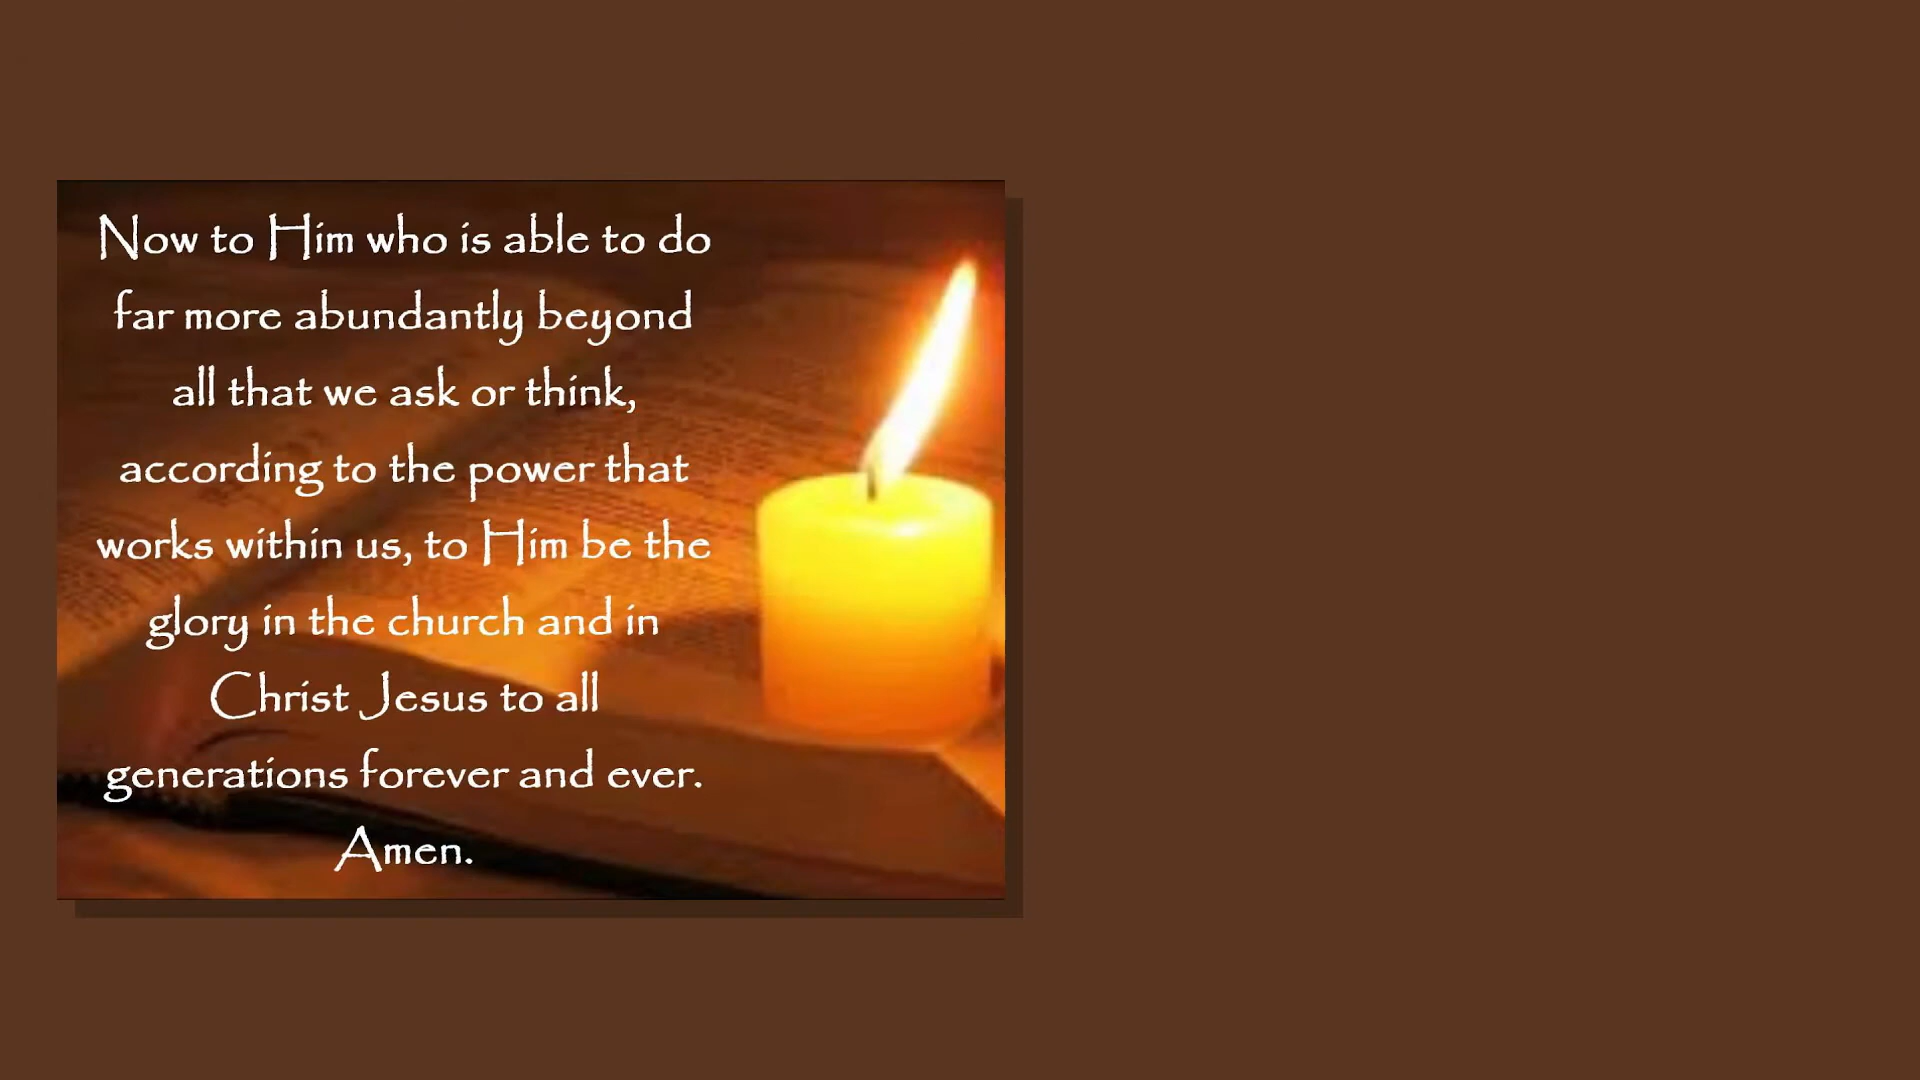 Now to Him who is able to do
far more abundantly beyond
all that we ask or think,
according to the power that
works within us, to Him be the
glory in the church and in
Christ Jesus to all
generations forever and ever.
Amen.